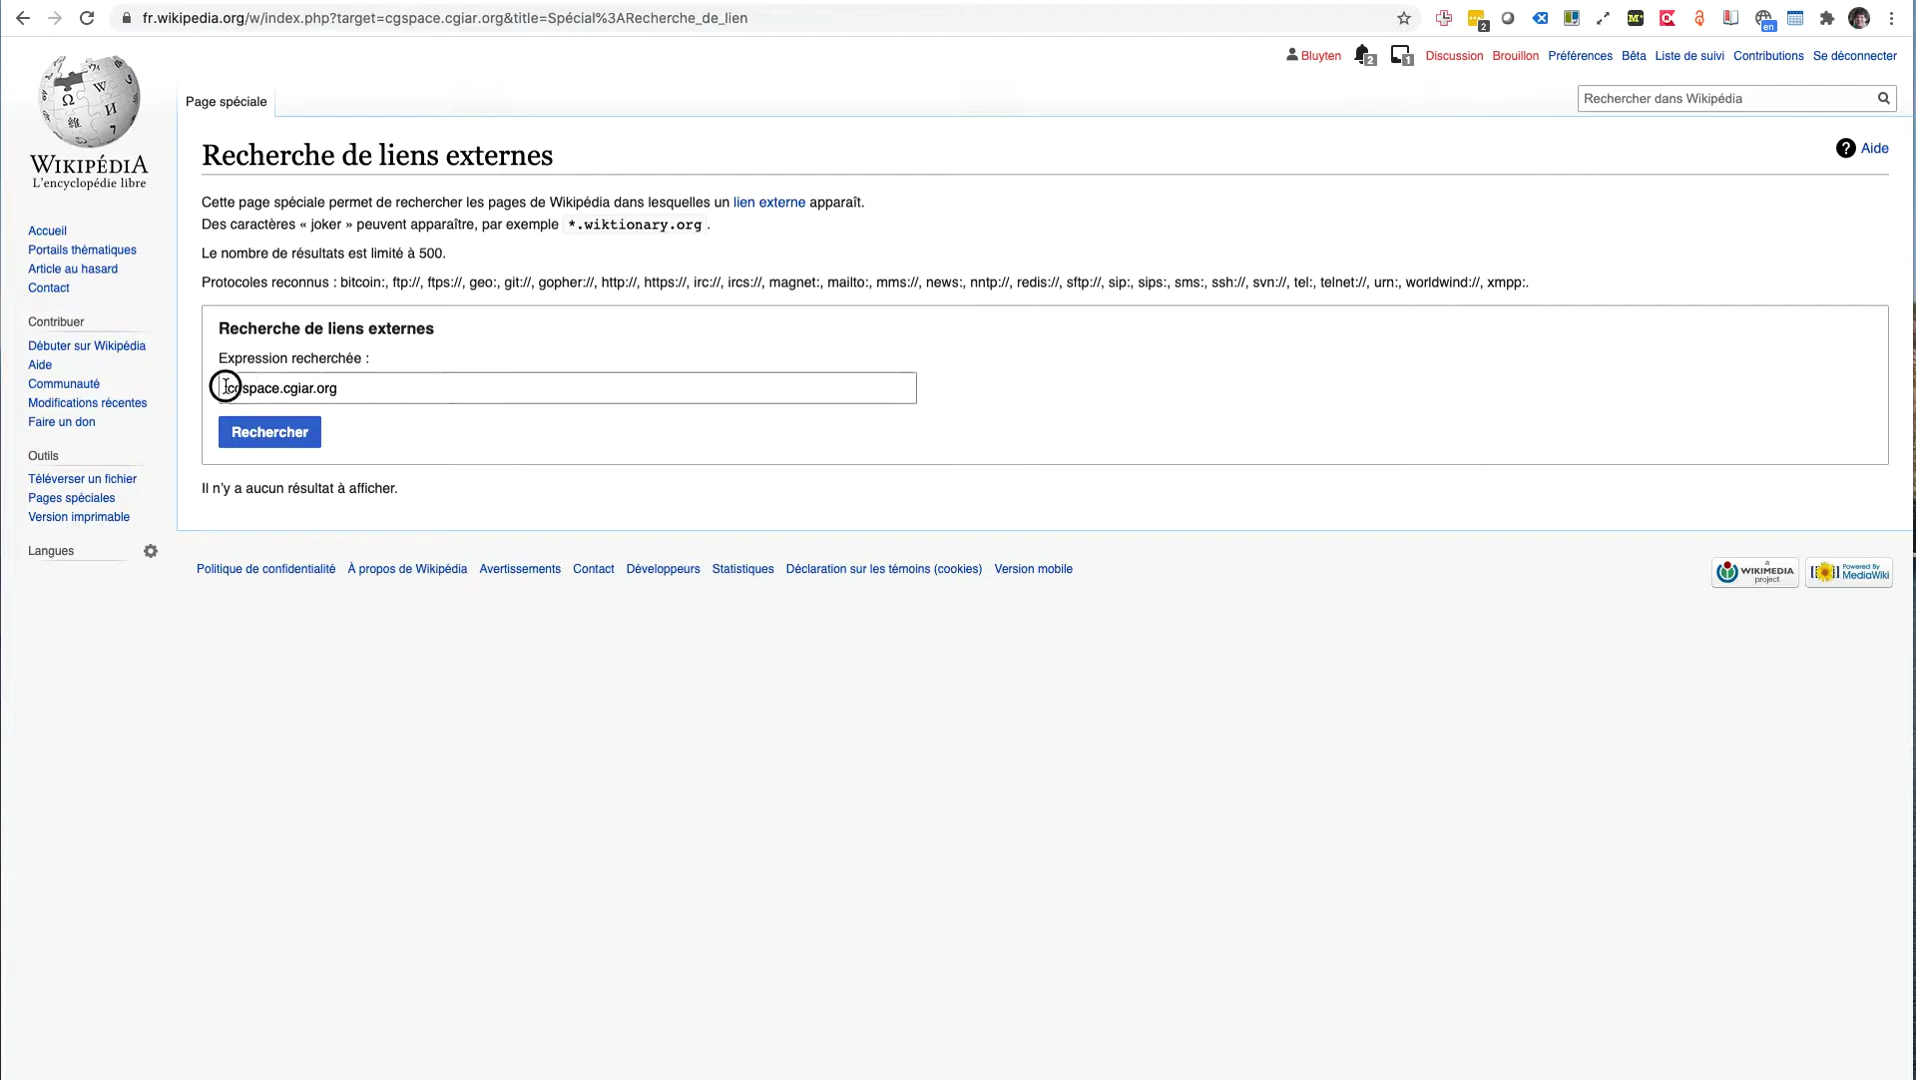 fr.wikipedia.org/w/index.php?target=cgspace.cgiar.org&title=Spécial%3ARecherche_de_lien
2
en
Bluyten 2 1 Discussion Brouillon Préférences Bêta Liste de suivi Contributions Se déconnecter
Page spéciale
Rechercher dans Wikipédia
WIKIPÉDIA
L'encyclopédie libre
Recherche de liens externes
Aide
Cette page spéciale permet de rechercher les pages de Wikipédia dans lesquelles un lien externe apparaît.
Des caractères « joker » peuvent apparaître, par exemple *.wiktionary.org .
Le nombre de résultats est limité à 500.
Protocoles reconnus : bitcoin:, ftp://, ftps://, geo:, git://, gopher://, http://, https://, irc://, ircs://, magnet:, mailto:, mms://, news:, nntp://, redis://, sftp://, sip:, sips:, sms:, ssh://, svn://, tel:, telnet://, urn:, worldwind://, xmpp:.
Recherche de liens externes
Expression recherchée :
cgspace.cgiar.org
Rechercher
Il n'y a aucun résultat à afficher.
Accueil
Portails thématiques
Article au hasard
Contact
Contribuer
Débuter sur Wikipédia
Aide
Communauté
Modifications récentes
Faire un don
Outils
Téléverser un fichier
Pages spéciales
Version imprimable
Langues
Politique de confidentialité À propos de Wikipédia Avertissements Contact Développeurs Statistiques Déclaration sur les témoins (cookies) Version mobile
a
WIKIMEDIA
project
Powered By
MediaWiki